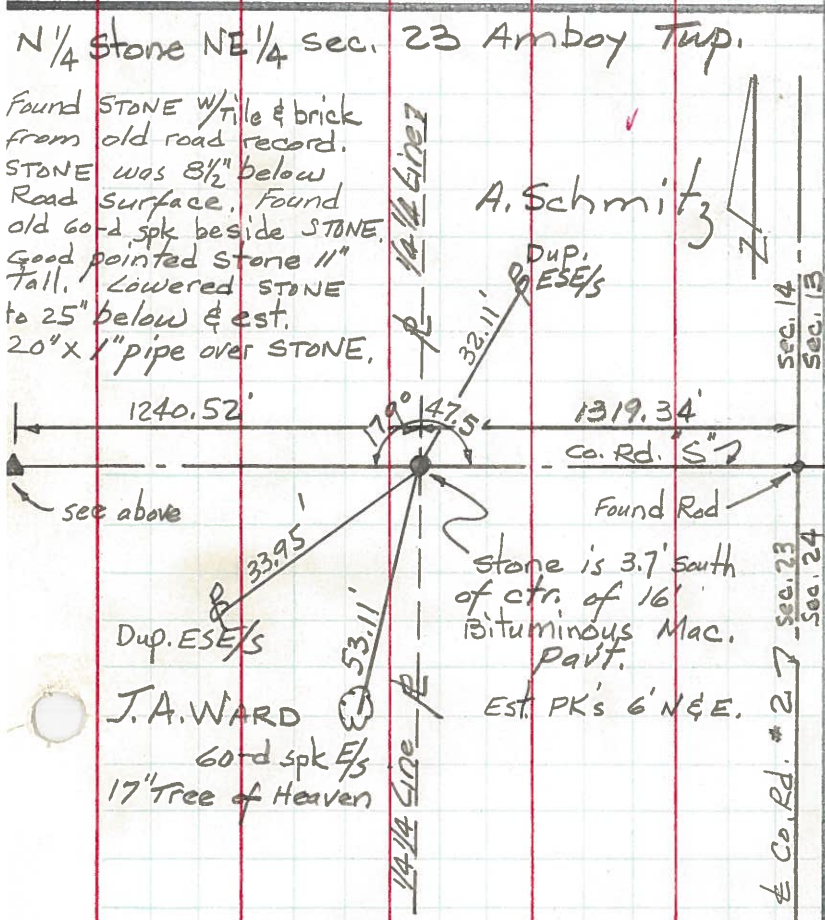 N 1/4 Stone NE 1/4 sec. 23 Amboy Twp.
Found STONE W/tile & brick
from old road record.
STONE was 8 1/2" below
Road surface. Found
old 60-d spk beside STONE.
Good pointed stone 11"
Tall. Lowered STONE
to 25" below & est.
20" X 1" pipe over STONE.
1/4 1/4 Line
A. Schmitz
N
Dup.
ESE/s
32.11'
sec. 14
sec. 13
1240.52'
179°
47.5'
1319.34'
Co. Rd. "S"
see above
Found Rod
33.95'
stone is 3.7' south
of ctr. of 16'
Bituminous Mac.
Pav't.
Est. PK's 6' N & E.
sec. 23
sec. 24
Dup. ESE/s
53.11'
J. A. WARD
60-d spk E/s
17" Tree of Heaven
1/4 1/4 Line ⅊
℄ Co. Rd. # 27